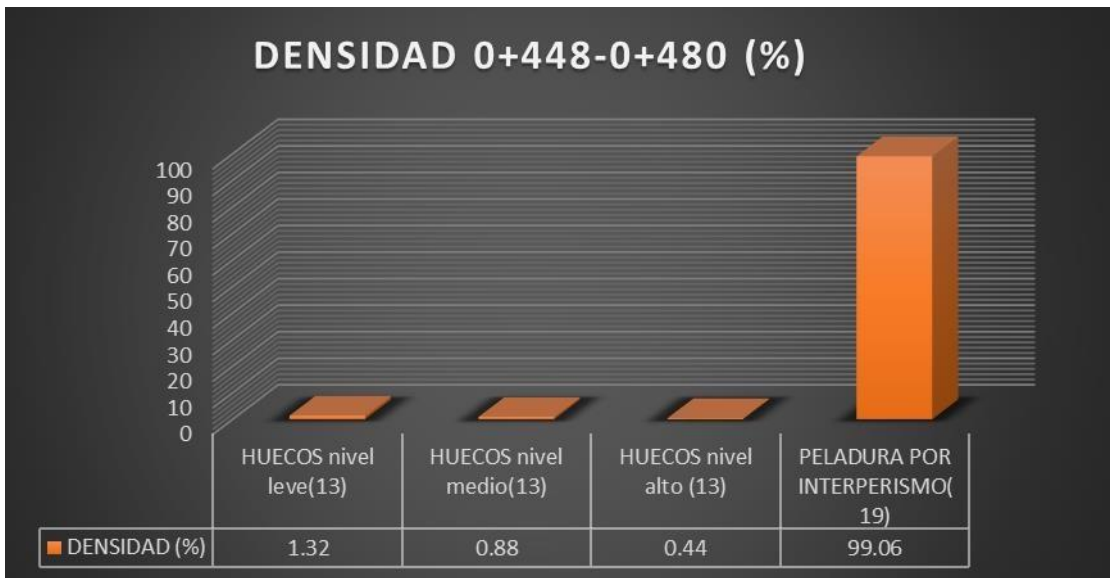 DENSIDAD 0+448-0+480 (%)
100
90
80
70
60
50
40
30
20
10
0
HUECOS nivel
leve(13)
HUECOS nivel
medio(13)
HUECOS nivel
alto (13)
PELADURA POR
INTERPERISMO(
19)
DENSIDAD (%) 1.32 0.88 0.44 99.06